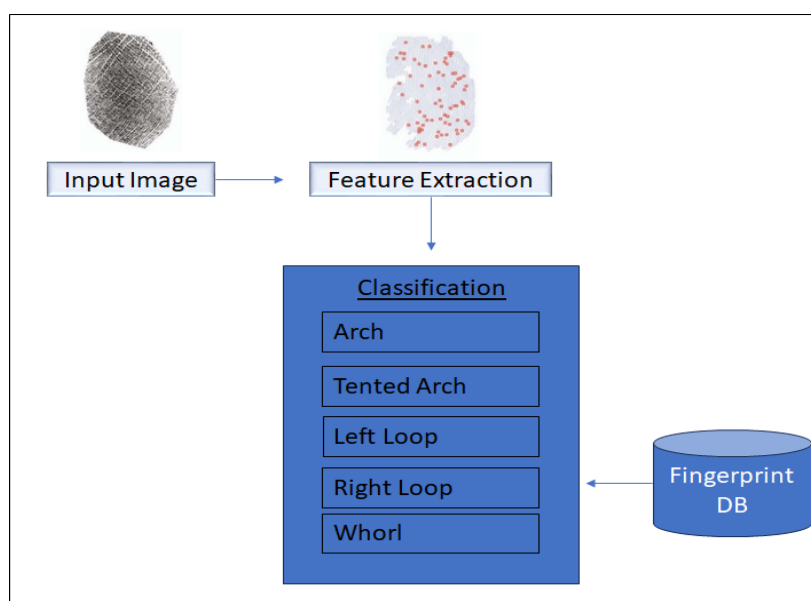 Input Image
Feature Extraction
Classification
Arch
Tented Arch
Left Loop
Right Loop
Whorl
Fingerprint
DB